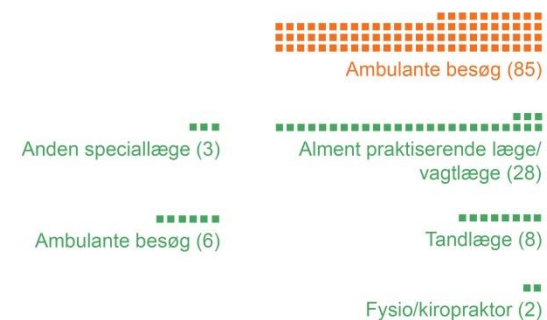 Ambulante besøg (85)
Anden speciallæge (3)
Alment praktiserende læge/
vagtlæge (28)
Ambulante besøg (6)
Tandlæge (8)
Fysio/kiropraktor (2)